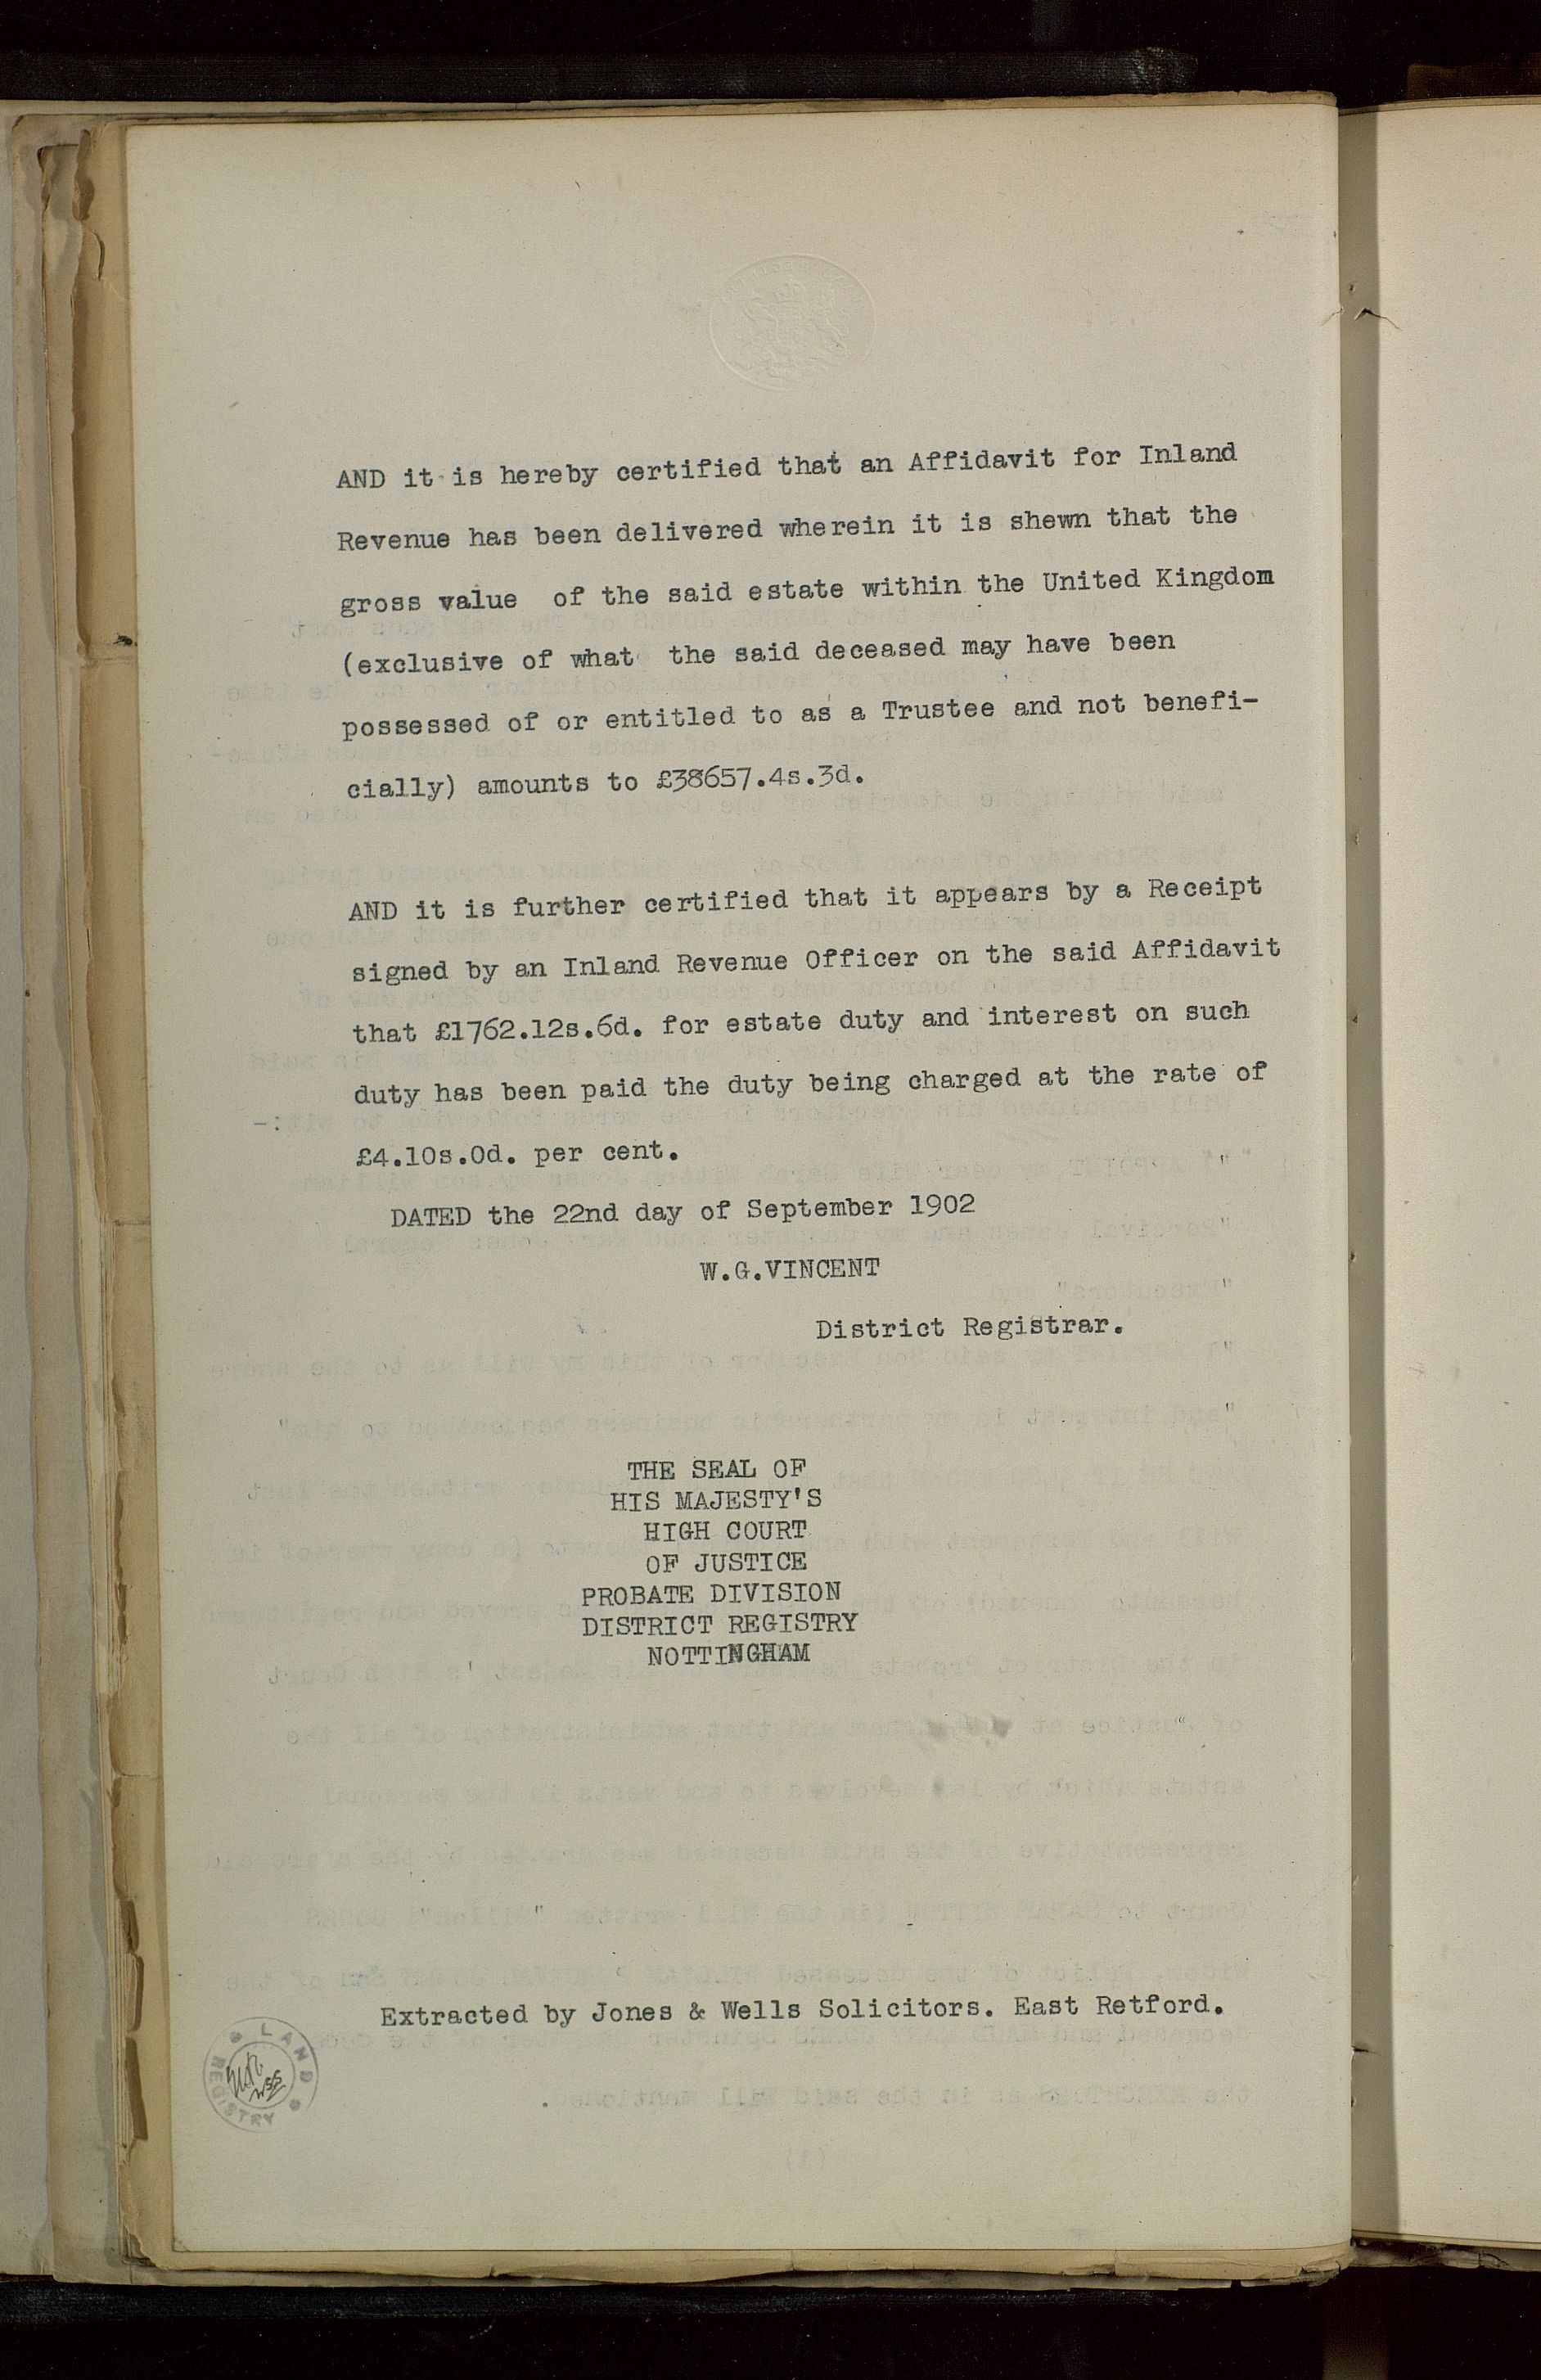 AND it is hereby certified that an Affidavit for Inland
Revenue has been delivered wherein it is shewn that the
gross value of the said estate within the United Kingdom
(exclusive of what the said deceased may have been
possessed of or entitled to as a Trustee and not benefi-
cially) amounts to £38657.4s.3d.
AND it is further certified that it appears by a Receipt
signed by an Inland Revenue Officer on the said Affidavit
that £1762.12s.6d. for estate duty and interest on such
duty has been paid the duty being charged at the rate of
£4.10s.0d. per cent.
DATED the 22nd day of September 1902
W.G.VINCENT
District Registrar.
THE SEAL OF
HIS MAJESTY'S
HIGH COURT
OF JUSTICE
PROBATE DIVISION
DISTRICT REGISTRY
NOTTINGHAM
Extracted by Jones & Wells Solicitors. East Retford.
LAND
REGISTRY